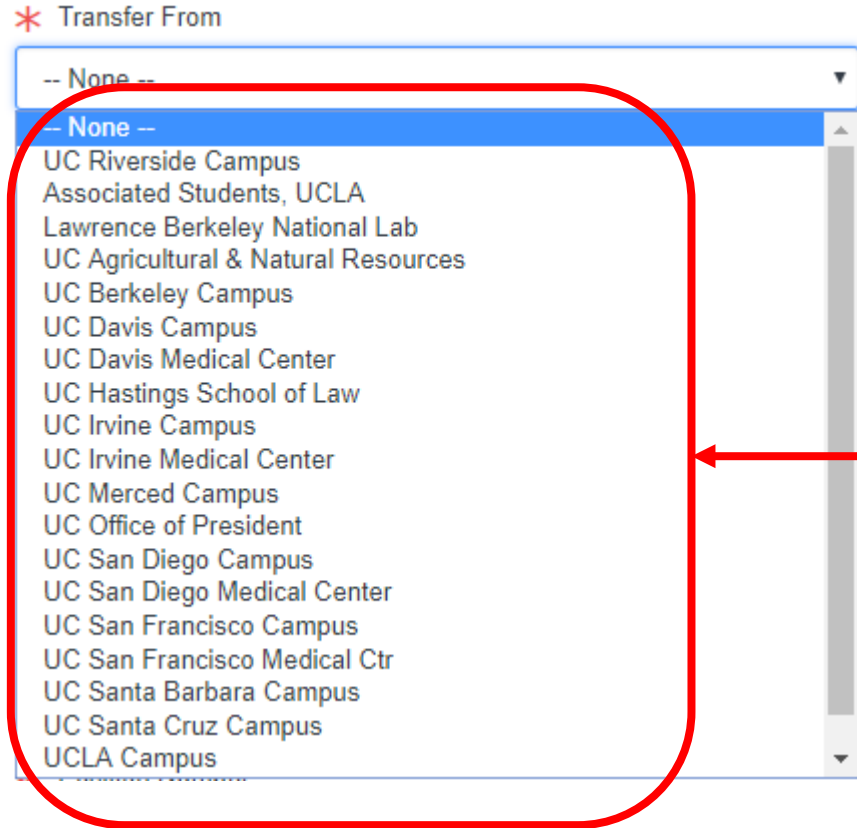 * Transfer From
-- None --
-- None --
UC Riverside Campus
Associated Students, UCLA
Lawrence Berkeley National Lab
UC Agricultural & Natural Resources
UC Berkeley Campus
UC Davis Campus
UC Davis Medical Center
UC Hastings School of Law
UC Irvine Campus
UC Irvine Medical Center
UC Merced Campus
UC Office of President
UC San Diego Campus
UC San Diego Medical Center
UC San Francisco Campus
UC San Francisco Medical Ctr
UC Santa Barbara Campus
UC Santa Cruz Campus
UCLA Campus